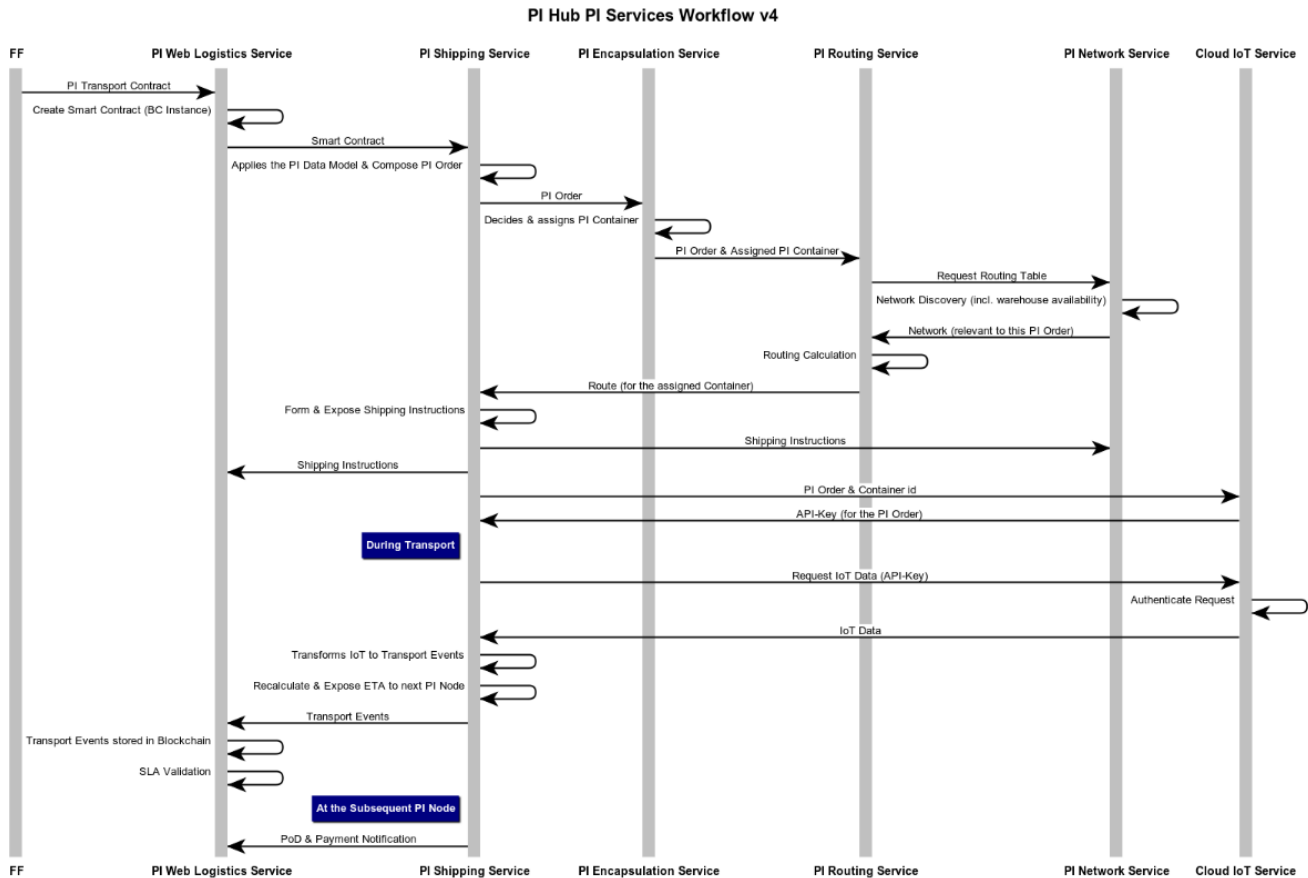 PI Hub PI Services Workflow v4
FF
PI Web Logistics Service
PI Shipping Service
PI Encapsulation Service
PI Routing Service
PI Network Service
Cloud IoT Service
PI Transport Contract
Create Smart Contract (BC Instance)
Smart Contract
Applies the PI Data Model & Compose PI Order
PI Order
Decides & assigns PI Container
PI Order & Assigned PI Container
Request Routing Table
Network Discovery (incl. warehouse availability)
Network (relevant to this PI Order)
Routing Calculation
Route (for the assigned Container)
Form & Expose Shipping Instructions
Shipping Instructions
Shipping Instructions
PI Order & Container id
API-Key (for the PI Order)
During Transport
Request IoT Data (API-Key)
Authenticate Request
IoT Data
Transforms IoT to Transport Events
Recalculate & Expose ETA to next PI Node
Transport Events
Transport Events stored in Blockchain
SLA Validation
At the Subsequent PI Node
PoD & Payment Notification
FF
PI Web Logistics Service
PI Shipping Service
PI Encapsulation Service
PI Routing Service
PI Network Service
Cloud IoT Service